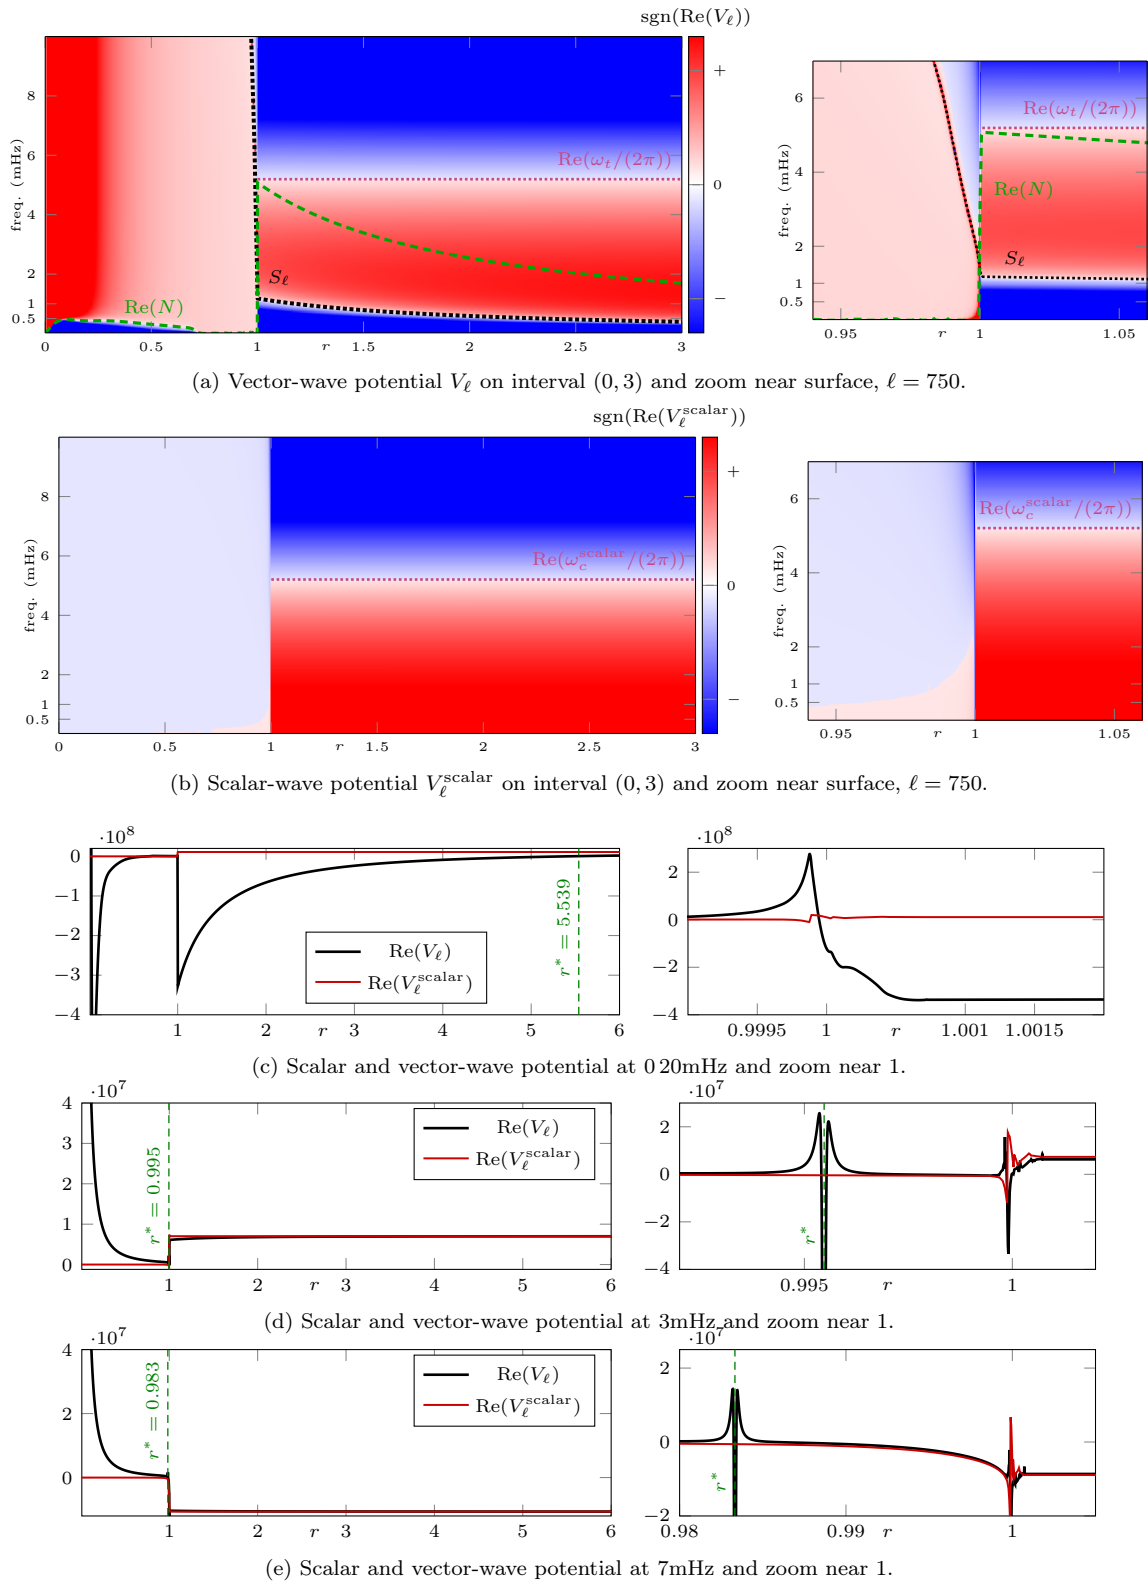 sgn(Re(V_ℓ))
freq. (mHz)
8
6
4
2
1
0.5
0
0.5
1
r
1.5
2
2.5
3
Re(N)
S_ℓ
Re(ω_t/(2π))
+
0
−
freq. (mHz)
6
4
2
1
0.5
0.95
r
1
1.05
Re(ω_t/(2π))
Re(N)
S_ℓ
(a) Vector-wave potential V_ℓ on interval (0, 3) and zoom near surface, ℓ = 750.
sgn(Re(V_ℓ^scalar))
freq. (mHz)
8
6
4
2
1
0.5
0
0.5
1
r
1.5
2
2.5
3
Re(ω_c^scalar/(2π))
+
0
−
freq. (mHz)
6
4
2
1
0.5
0.95
r
1
1.05
Re(ω_c^scalar/(2π))
(b) Scalar-wave potential V_ℓ^scalar on interval (0, 3) and zoom near surface, ℓ = 750.
·10^8
0
−1
−2
−3
−4
1
2
r
3
4
5
6
r* = 5.539
Re(V_ℓ)
Re(V_ℓ^scalar)
·10^8
2
0
−2
−4
0.9995
1
r
1.001
1.0015
(c) Scalar and vector-wave potential at 0 20mHz and zoom near 1.
·10^7
4
3
2
1
0
1
2
r
3
4
5
6
r* = 0.995
Re(V_ℓ)
Re(V_ℓ^scalar)
·10^7
2
0
−2
−4
0.995
r
1
r*
(d) Scalar and vector-wave potential at 3mHz and zoom near 1.
·10^7
4
2
0
1
2
r
3
4
5
6
r* = 0.983
Re(V_ℓ)
Re(V_ℓ^scalar)
·10^7
2
0
−2
0.98
0.99
r
1
r*
(e) Scalar and vector-wave potential at 7mHz and zoom near 1.